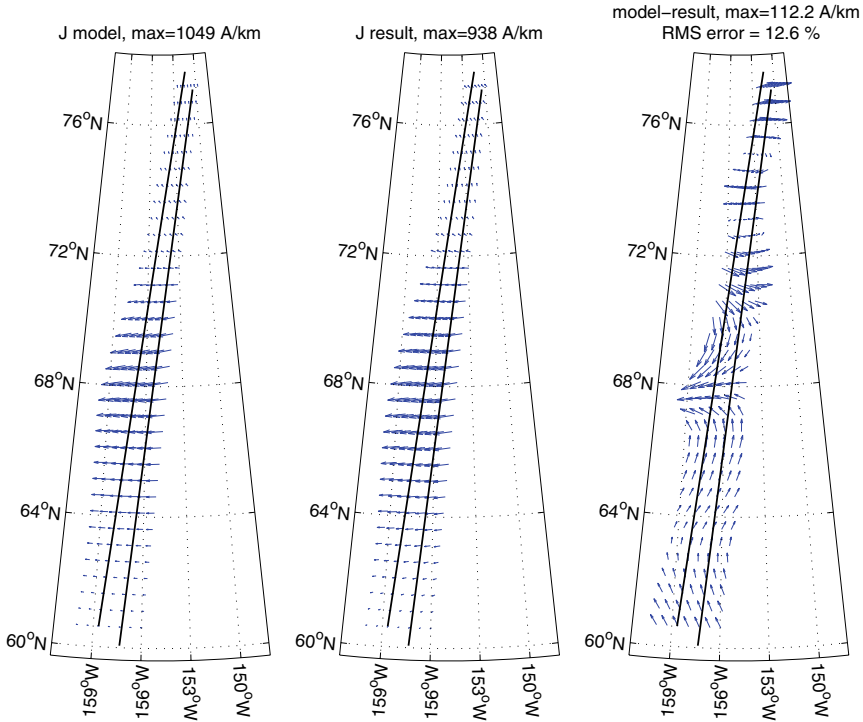 J model, max=1049 A/km
76°N
72°N
68°N
64°N
60°N
159°W
156°W
153°W
150°W
J result, max=938 A/km
76°N
72°N
68°N
64°N
60°N
159°W
156°W
153°W
150°W
model−result, max=112.2 A/km
RMS error = 12.6 %
76°N
72°N
68°N
64°N
60°N
159°W
156°W
153°W
150°W